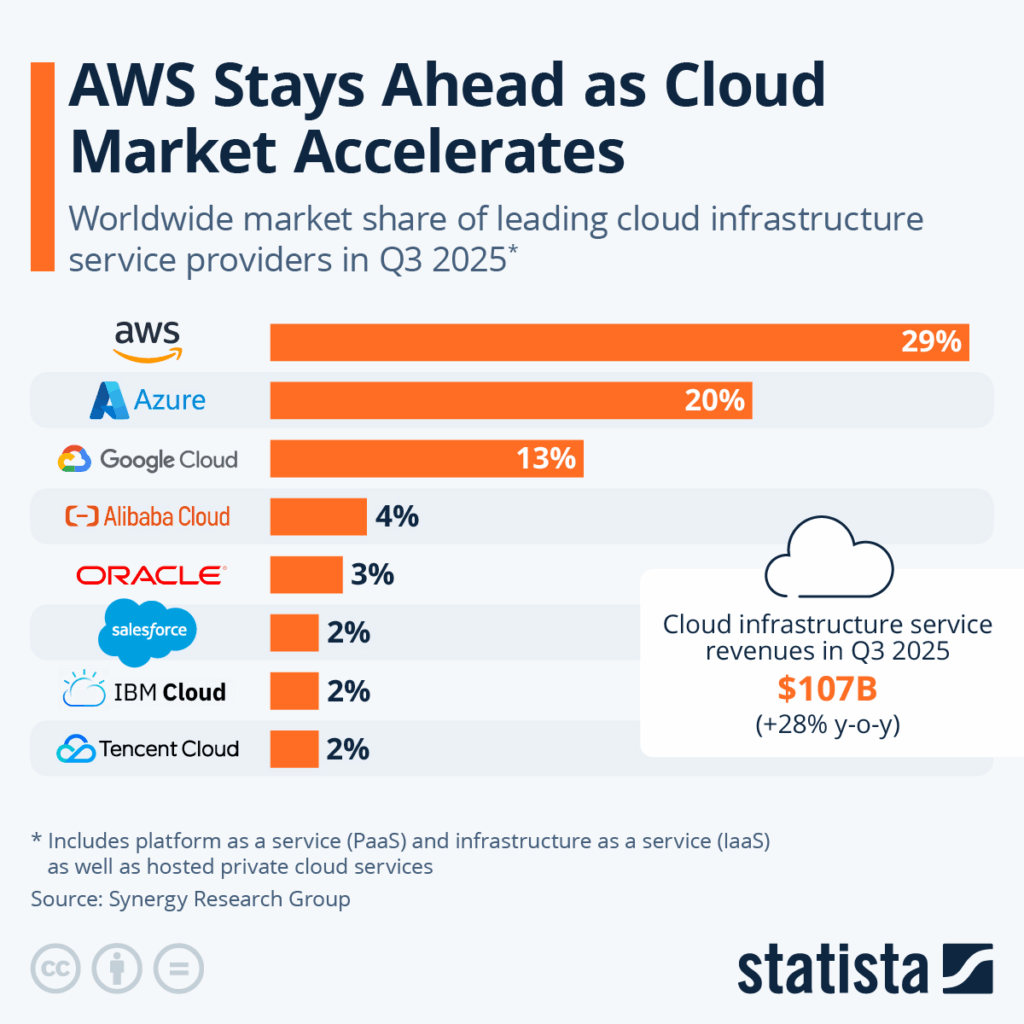 AWS Stays Ahead as Cloud
Market Accelerates
Worldwide market share of leading cloud infrastructure
service providers in Q3 2025*
aws
29%
Azure
20%
Google Cloud
13%
Alibaba Cloud
4%
ORACLE®
3%
salesforce
2%
IBM Cloud
2%
Tencent Cloud
2%
Cloud infrastructure service
revenues in Q3 2025
$107B
(+28% y-o-y)
* Includes platform as a service (PaaS) and infrastructure as a service (IaaS)
as well as hosted private cloud services
Source: Synergy Research Group
cc
statista